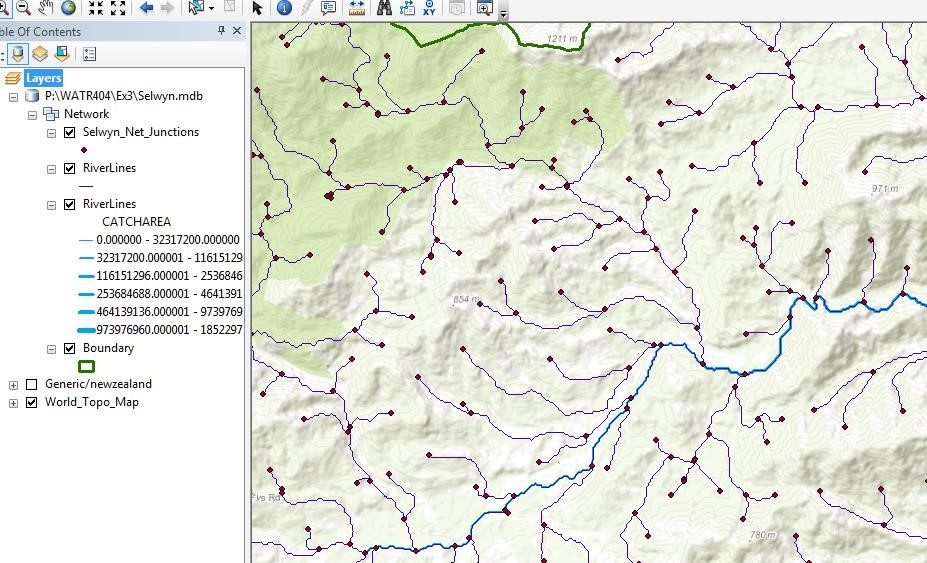 XY
ble Of Contents
Layers
P:\WATR404\Ex3\Selwyn.mdb
Network
Selwyn_Net_Junctions
RiverLines
RiverLines
CATCHAREA
0.000000 - 32317200.000000
32317200.000001 - 11615129
116151296.000001 - 2536846
253684688.000001 - 4641391
464139136.000001 - 9739769
973976960.000001 - 1852297
Boundary
Generic/newzealand
World_Topo_Map
1211 m
971 m
854 m
Fys Rd
780 m